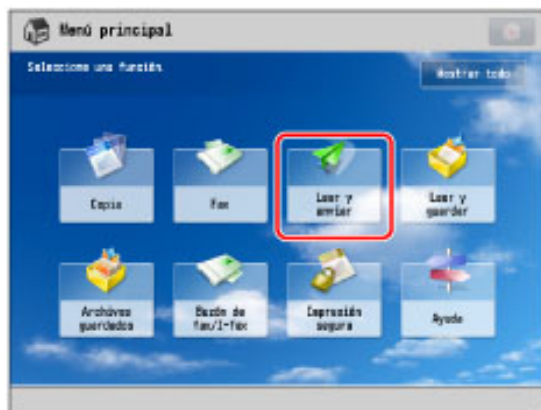 Menú principal
Seleccione una función.
Mostrar todo
Copia
Fax
Leer y
enviar
Leer y
guardar
Archivos
guardados
Buzón de
fax/I-fax
Impresión
segura
Ayuda